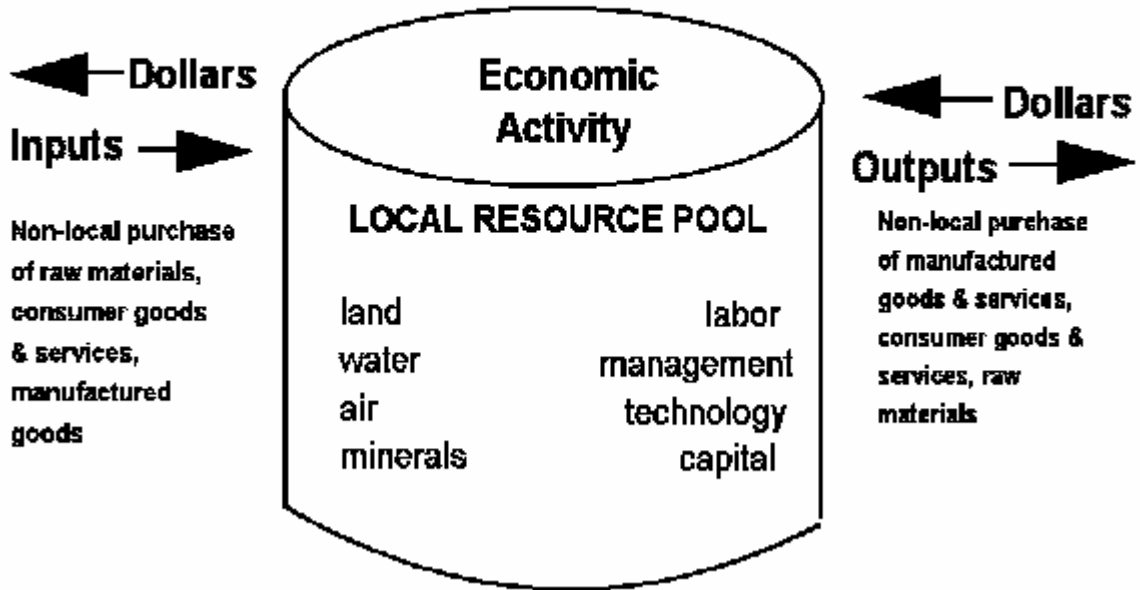 Dollars
Inputs
Non-local purchase
of raw materials,
consumer goods
& services,
manufactured
goods
Economic
Activity
LOCAL RESOURCE POOL
land
water
air
minerals
labor
management
technology
capital
Dollars
Outputs
Non-local purchase
of manufactured
goods & services,
consumer goods &
services, raw
materials